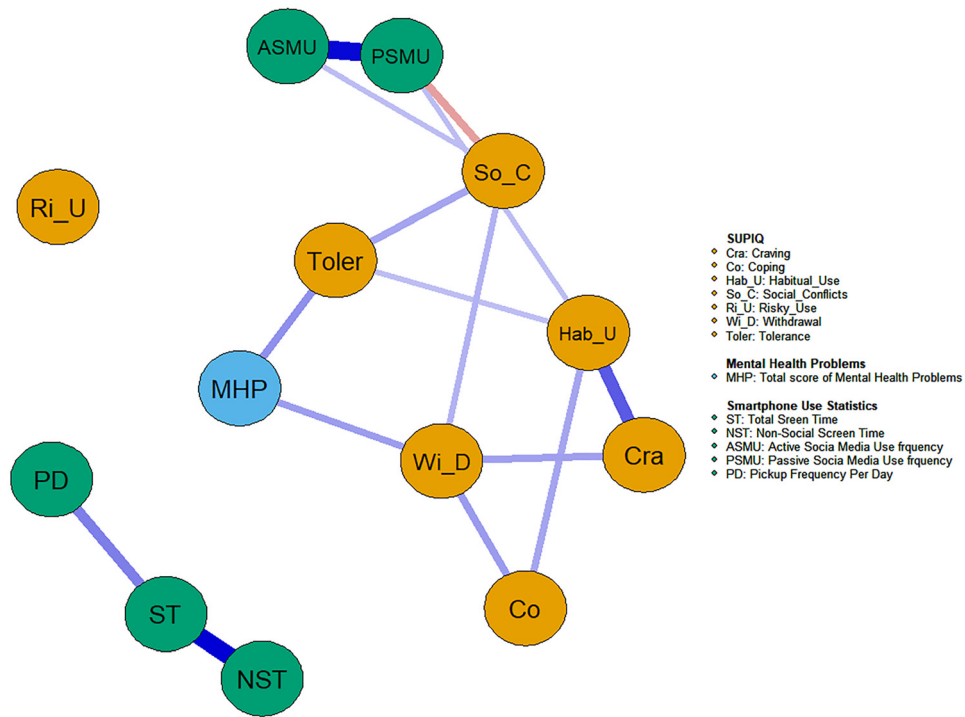 ASMU
PSMU
So_C
Ri_U
Toler
Hab_U
MHP
Wi_D
Cra
PD
Co
ST
NST
SUPIQ
Cra: Craving
Co: Coping
Hab_U: Habitual_Use
So_C: Social_Conflicts
Ri_U: Risky_Use
Wi_D: Withdrawal
Toler: Tolerance
Mental Health Problems
MHP: Total score of Mental Health Problems
Smartphone Use Statistics
ST: Total Sreen Time
NST: Non-Social Screen Time
ASMU: Active Socia Media Use frquency
PSMU: Passive Socia Media Use frquency
PD: Pickup Frequency Per Day